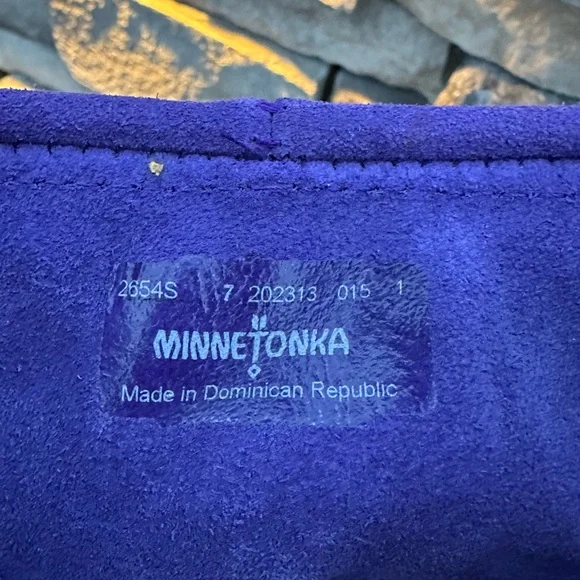 2654S 7 202313 015 1
MINNETONKA
Made in Dominican Republic